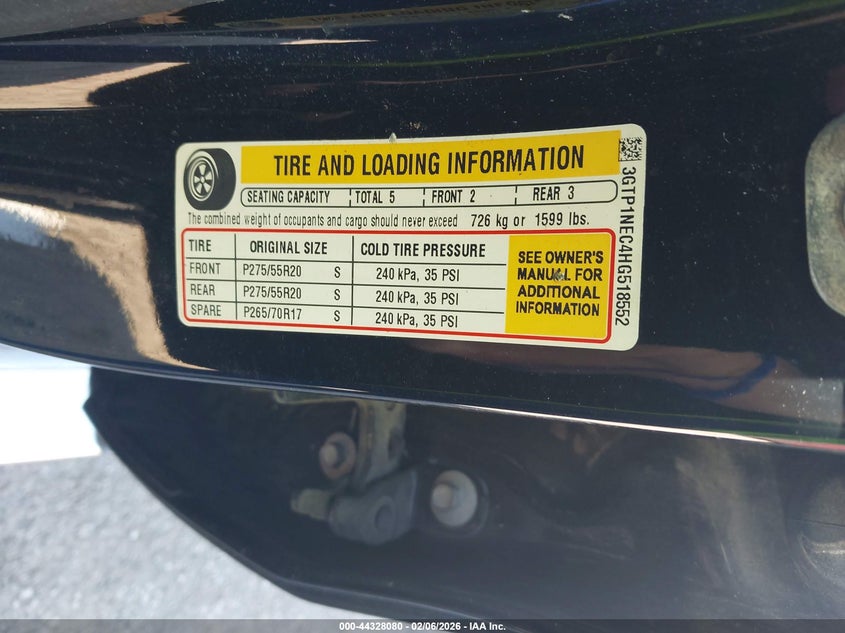 TIRE AND LOADING INFORMATION
SEATING CAPACITY TOTAL 5 FRONT 2 REAR 3
The combined weight of occupants and cargo should never exceed 726 kg or 1599 lbs.
TIRE ORIGINAL SIZE COLD TIRE PRESSURE
FRONT P275/55R20 S 240 kPa, 35 PSI
REAR P275/55R20 S 240 kPa, 35 PSI
SPARE P265/70R17 S 240 kPa, 35 PSI
SEE OWNER'S
MANUAL FOR
ADDITIONAL
INFORMATION
3GTP1NEC4HG518552
000-44328080 - 02/06/2026 - IAA Inc.